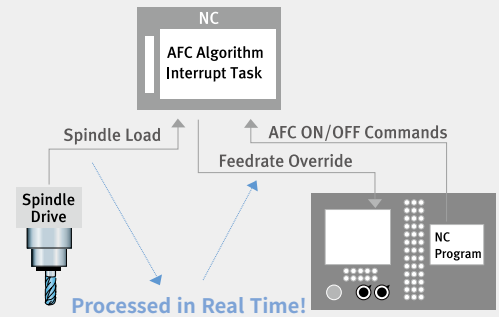 NC
AFC Algorithm
Interrupt Task
Spindle Load
AFC ON/OFF Commands
Feedrate Override
Spindle
Drive
NC
Program
Processed in Real Time!